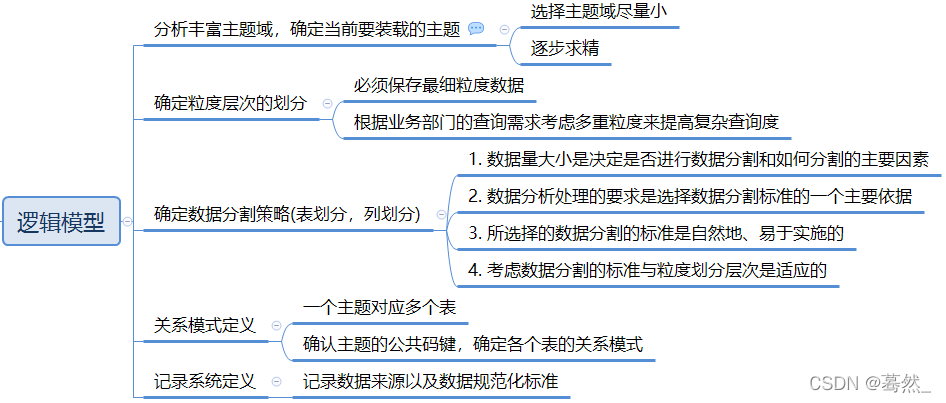 选择主题域尽量小
分析丰富主题域，确定当前要装载的主题
逐步求精
必须保存最细粒度数据
确定粒度层次的划分
根据业务部门的查询需求考虑多重粒度来提高复杂查询度
1. 数据量大小是决定是否进行数据分割和如何分割的主要因素
2. 数据分析处理的要求是选择数据分割标准的一个主要依据
逻辑模型
确定数据分割策略(表划分，列划分)
3. 所选择的数据分割的标准是自然地、易于实施的
4. 考虑数据分割的标准与粒度划分层次是适应的
一个主题对应多个表
关系模式定义
确认主题的公共码键，确定各个表的关系模式
记录系统定义
记录数据来源以及数据规范化标准
CSDN @蓦然_